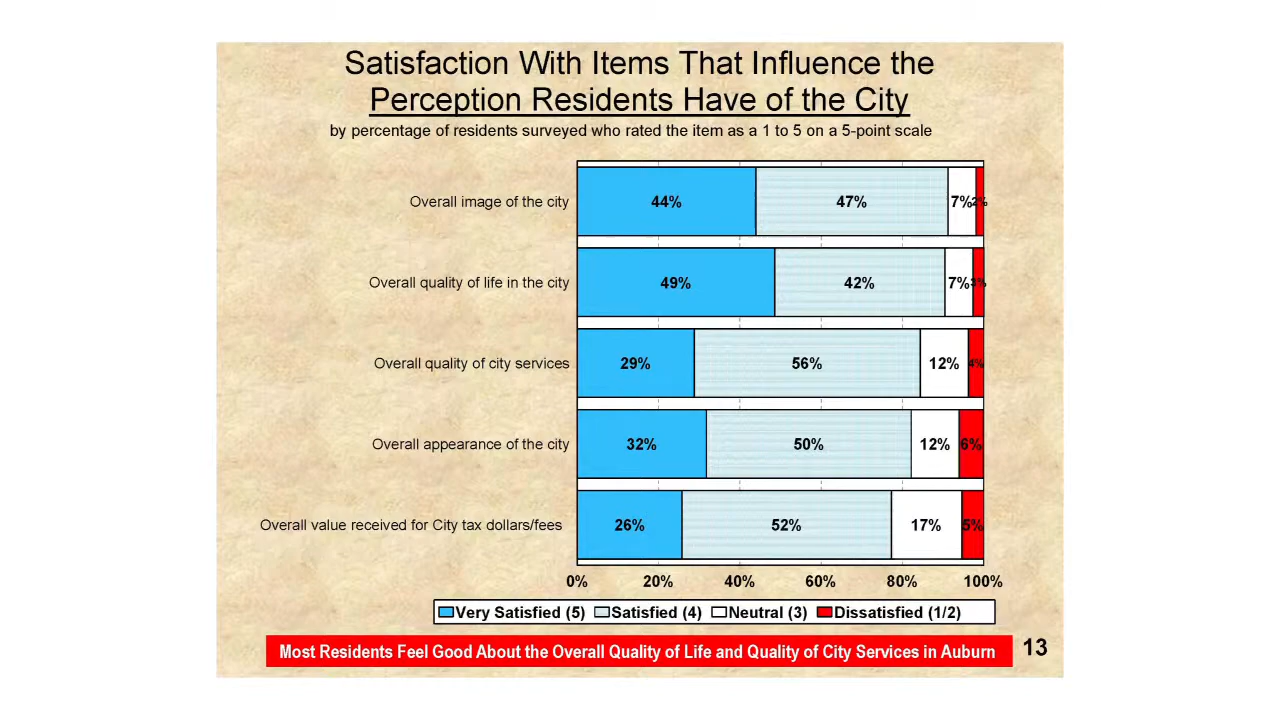 Satisfaction With Items That Influence the
Perception Residents Have of the City
by percentage of residents surveyed who rated the item as a 1 to 5 on a 5-point scale
Overall image of the city 44% 47% 7% 2%
Overall quality of life in the city 49% 42% 7% 3%
Overall quality of city services 29% 56% 12% 4%
Overall appearance of the city 32% 50% 12% 6%
Overall value received for City tax dollars/fees 26% 52% 17% 5%
0% 20% 40% 60% 80% 100%
Very Satisfied (5) Satisfied (4) Neutral (3) Dissatisfied (1/2)
Most Residents Feel Good About the Overall Quality of Life and Quality of City Services in Auburn 13